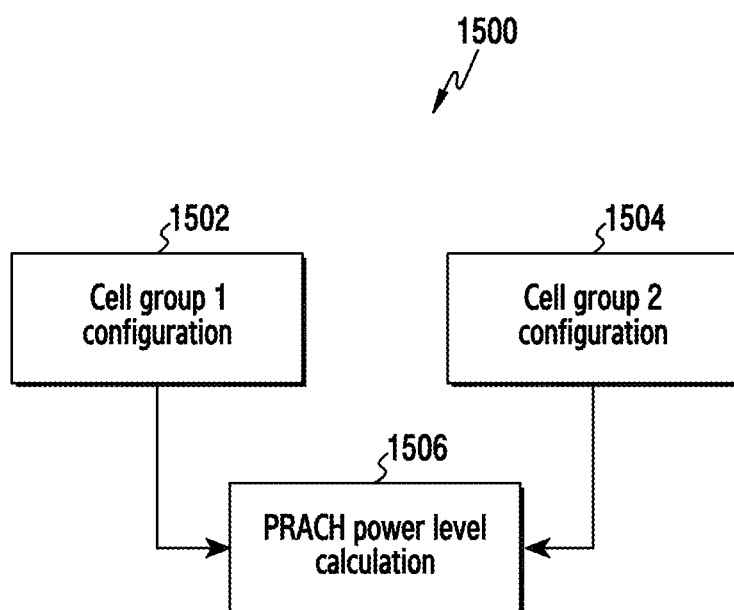 1500
1502
1504
Cell group 1
configuration
Cell group 2
configuration
1506
PRACH power level
calculation